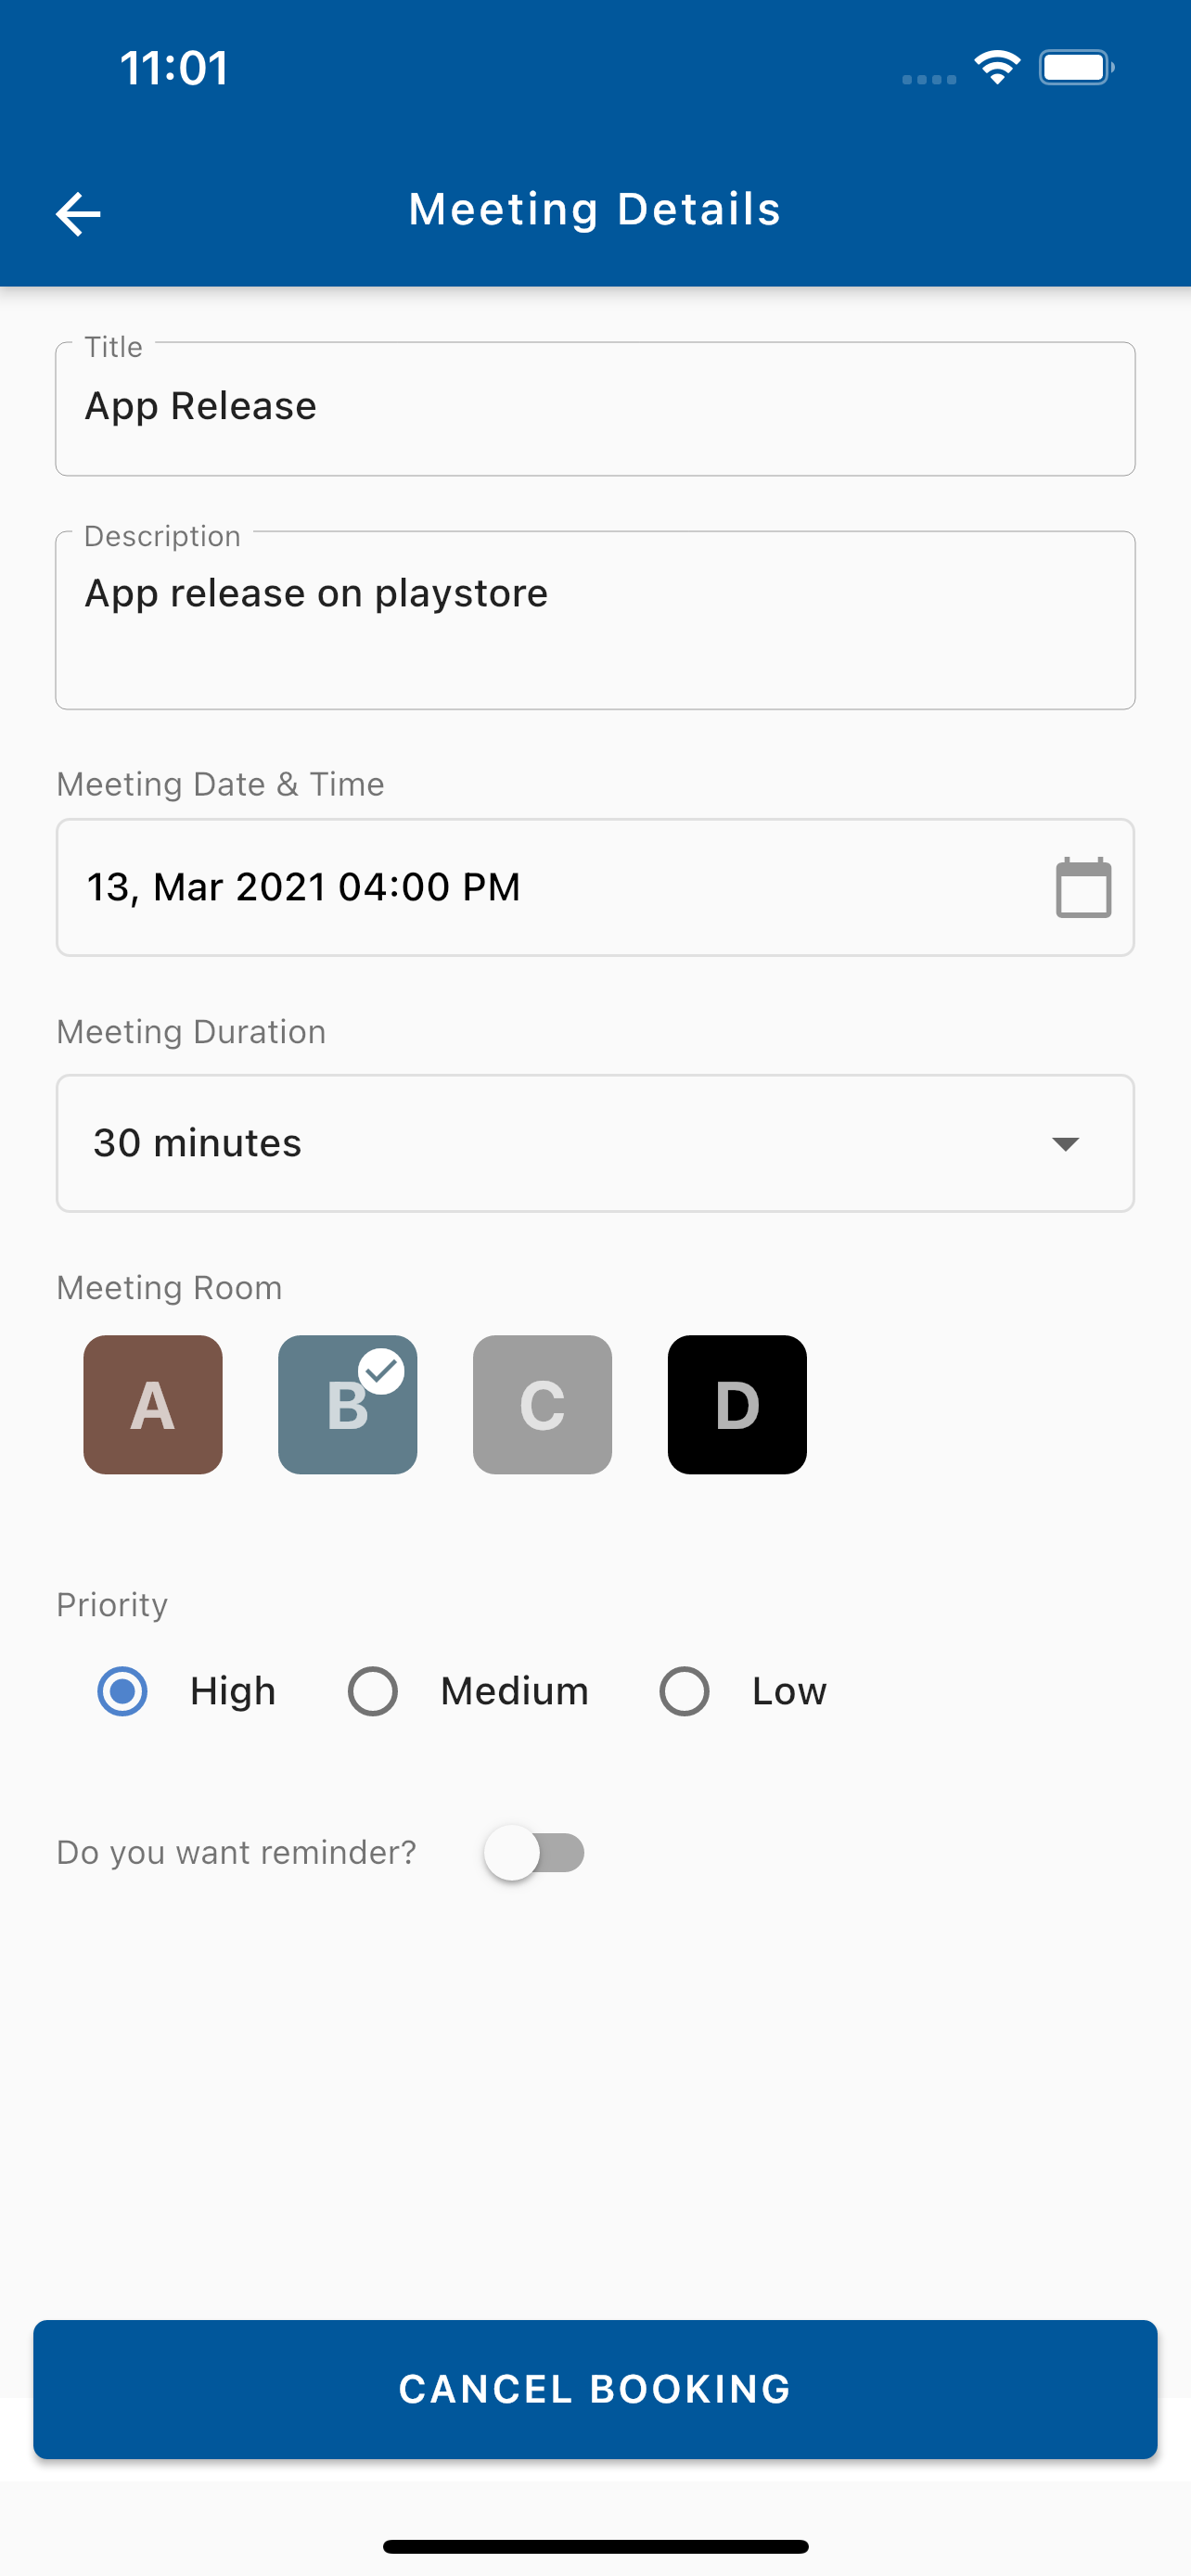 11:01
Meeting Details
Title
App Release
Description
App release on playstore
Meeting Date & Time
13, Mar 2021 04:00 PM
Meeting Duration
30 minutes
Meeting Room
A B C D
Priority
High Medium Low
Do you want reminder?
CANCEL BOOKING